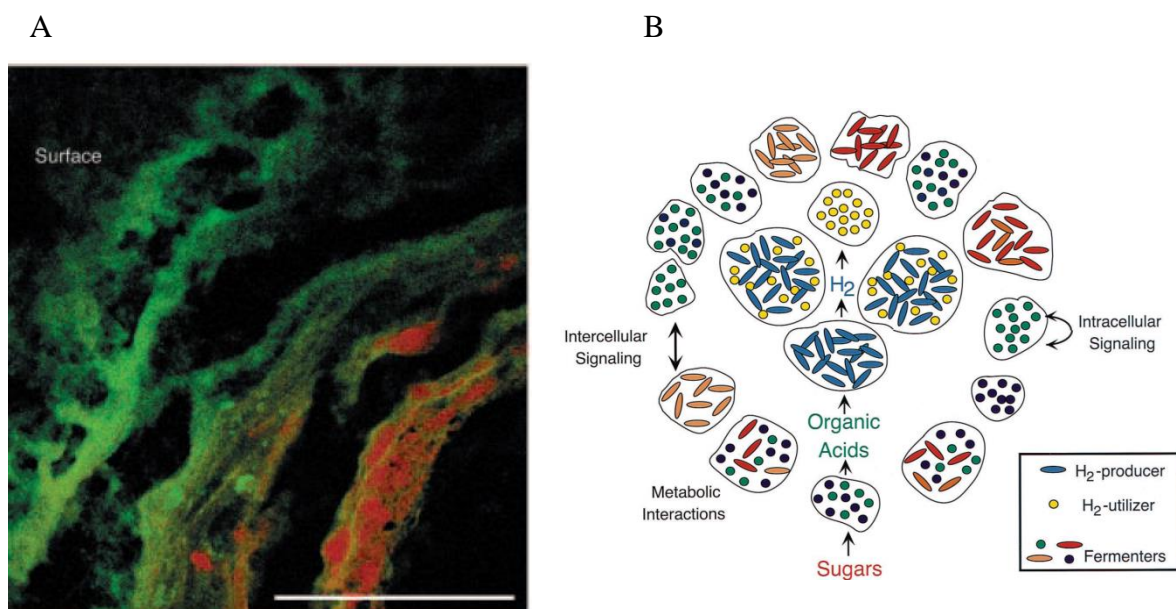 A
B
Surface
H2
Intercellular
Signaling
Intracellular
Signaling
Organic
Acids
Metabolic
Interactions
Sugars
H2-producer
H2-utilizer
Fermenters